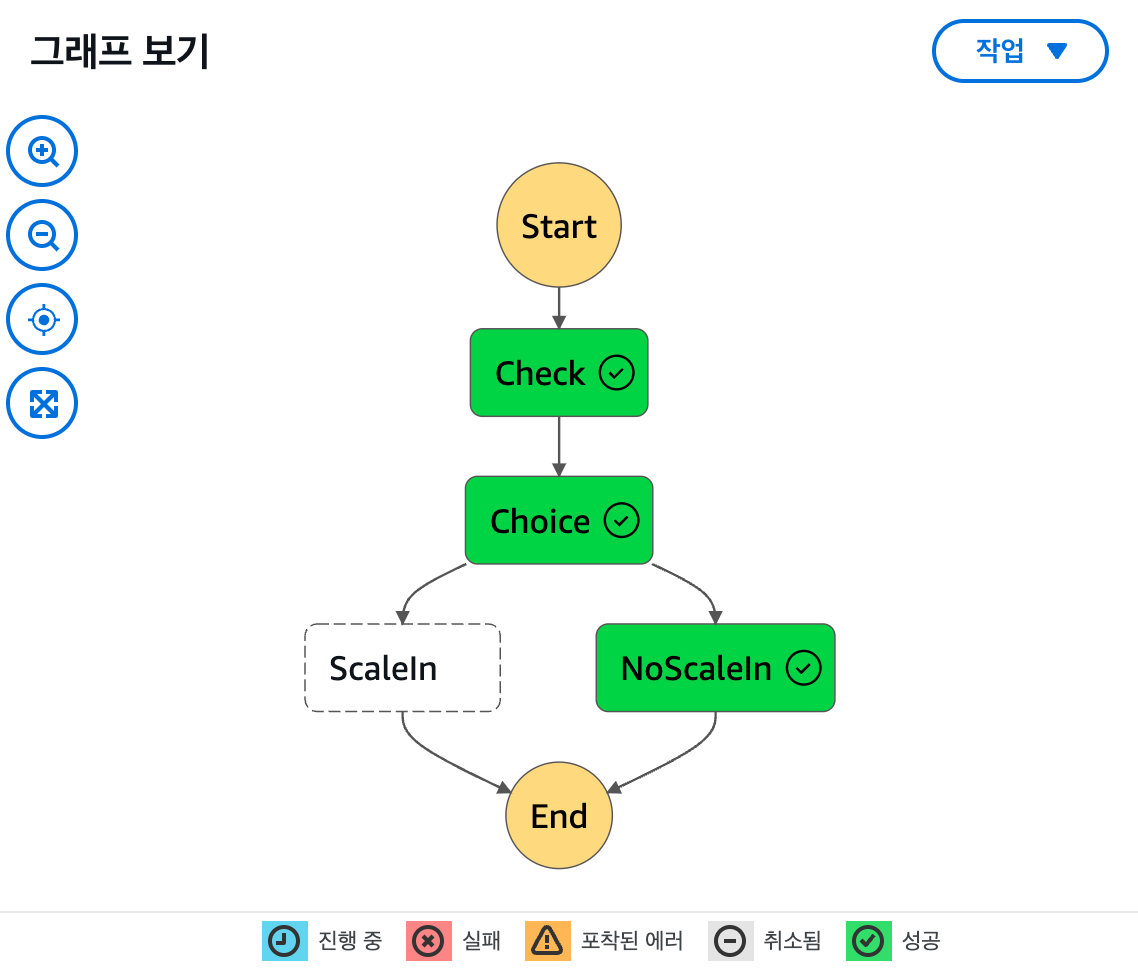 그래프 보기
작업
Start
Check
Choice
ScaleIn
NoScaleIn
End
진행 중
실패
포착된 에러
취소됨
성공